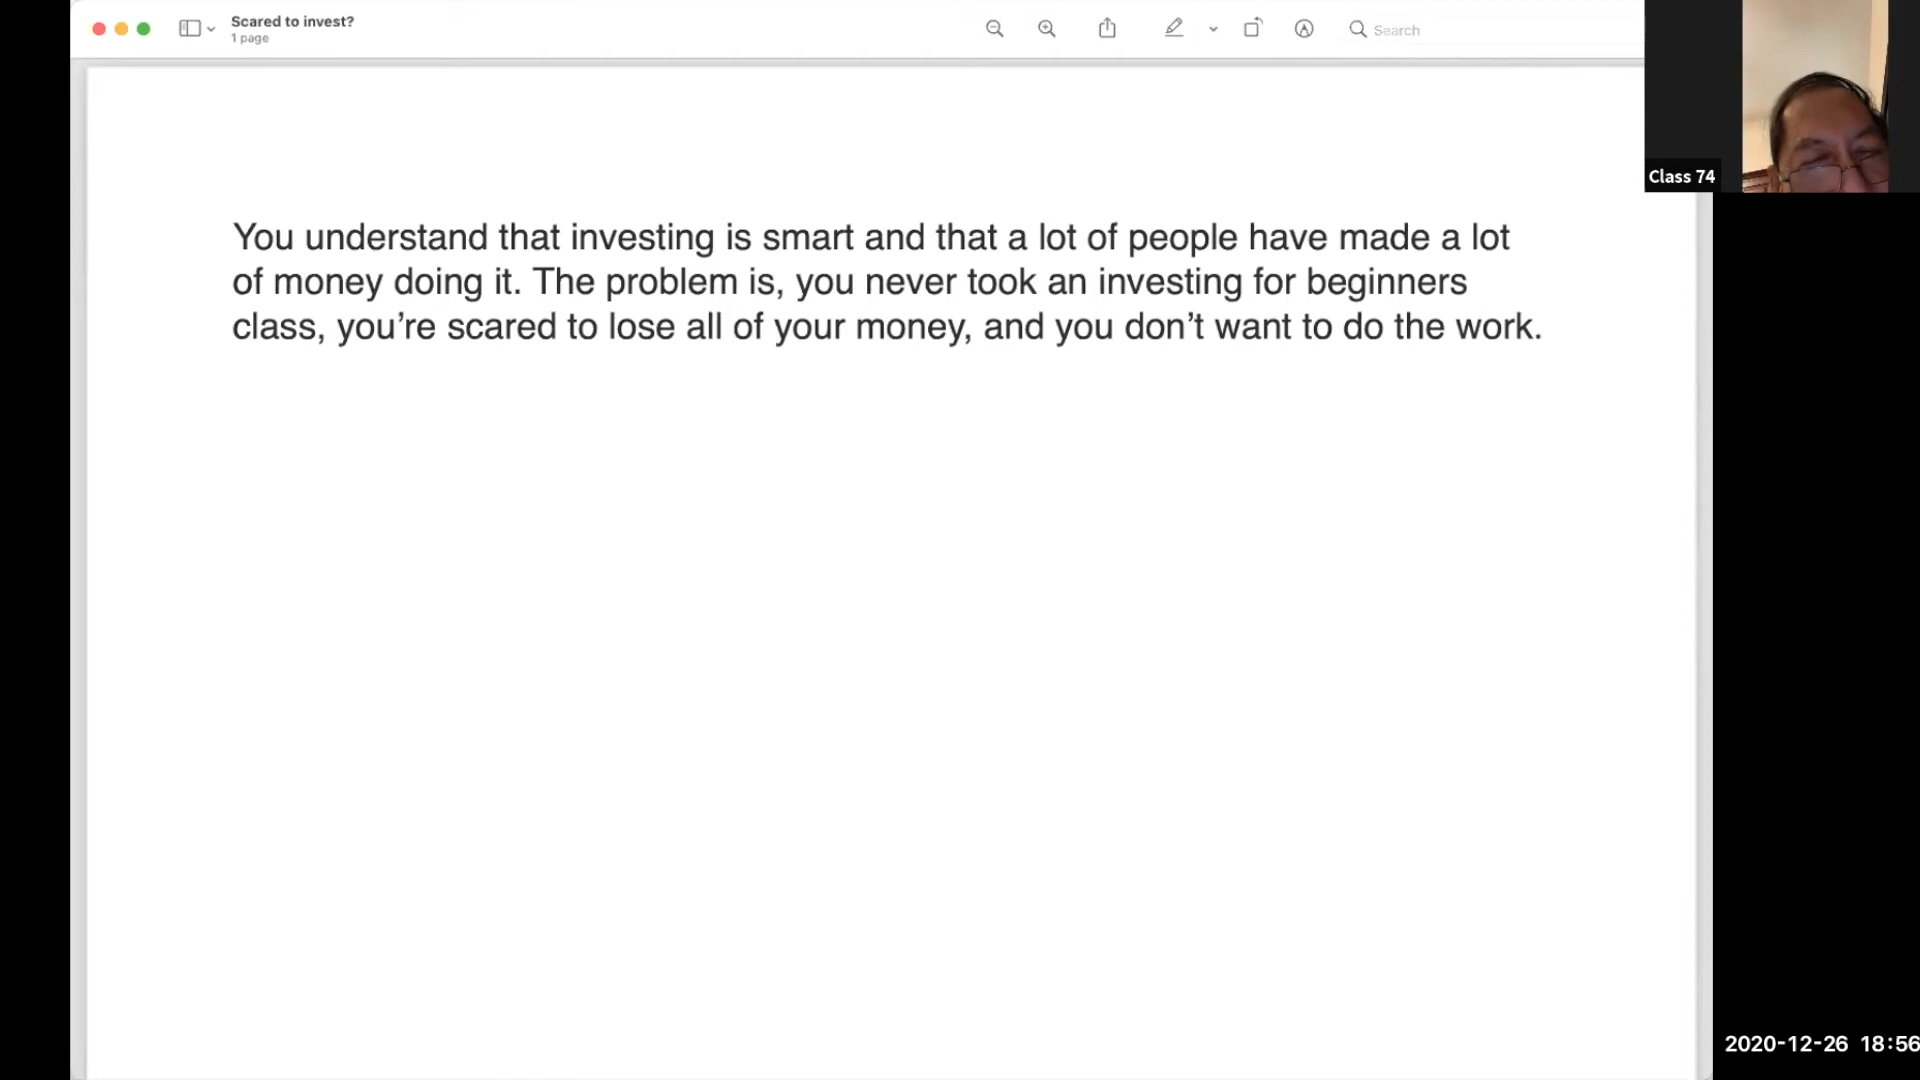 Scared to invest?
1 page
Search
Class 74
You understand that investing is smart and that a lot of people have made a lot
of money doing it. The problem is, you never took an investing for beginners
class, you’re scared to lose all of your money, and you don’t want to do the work.
2020-12-26 18:56